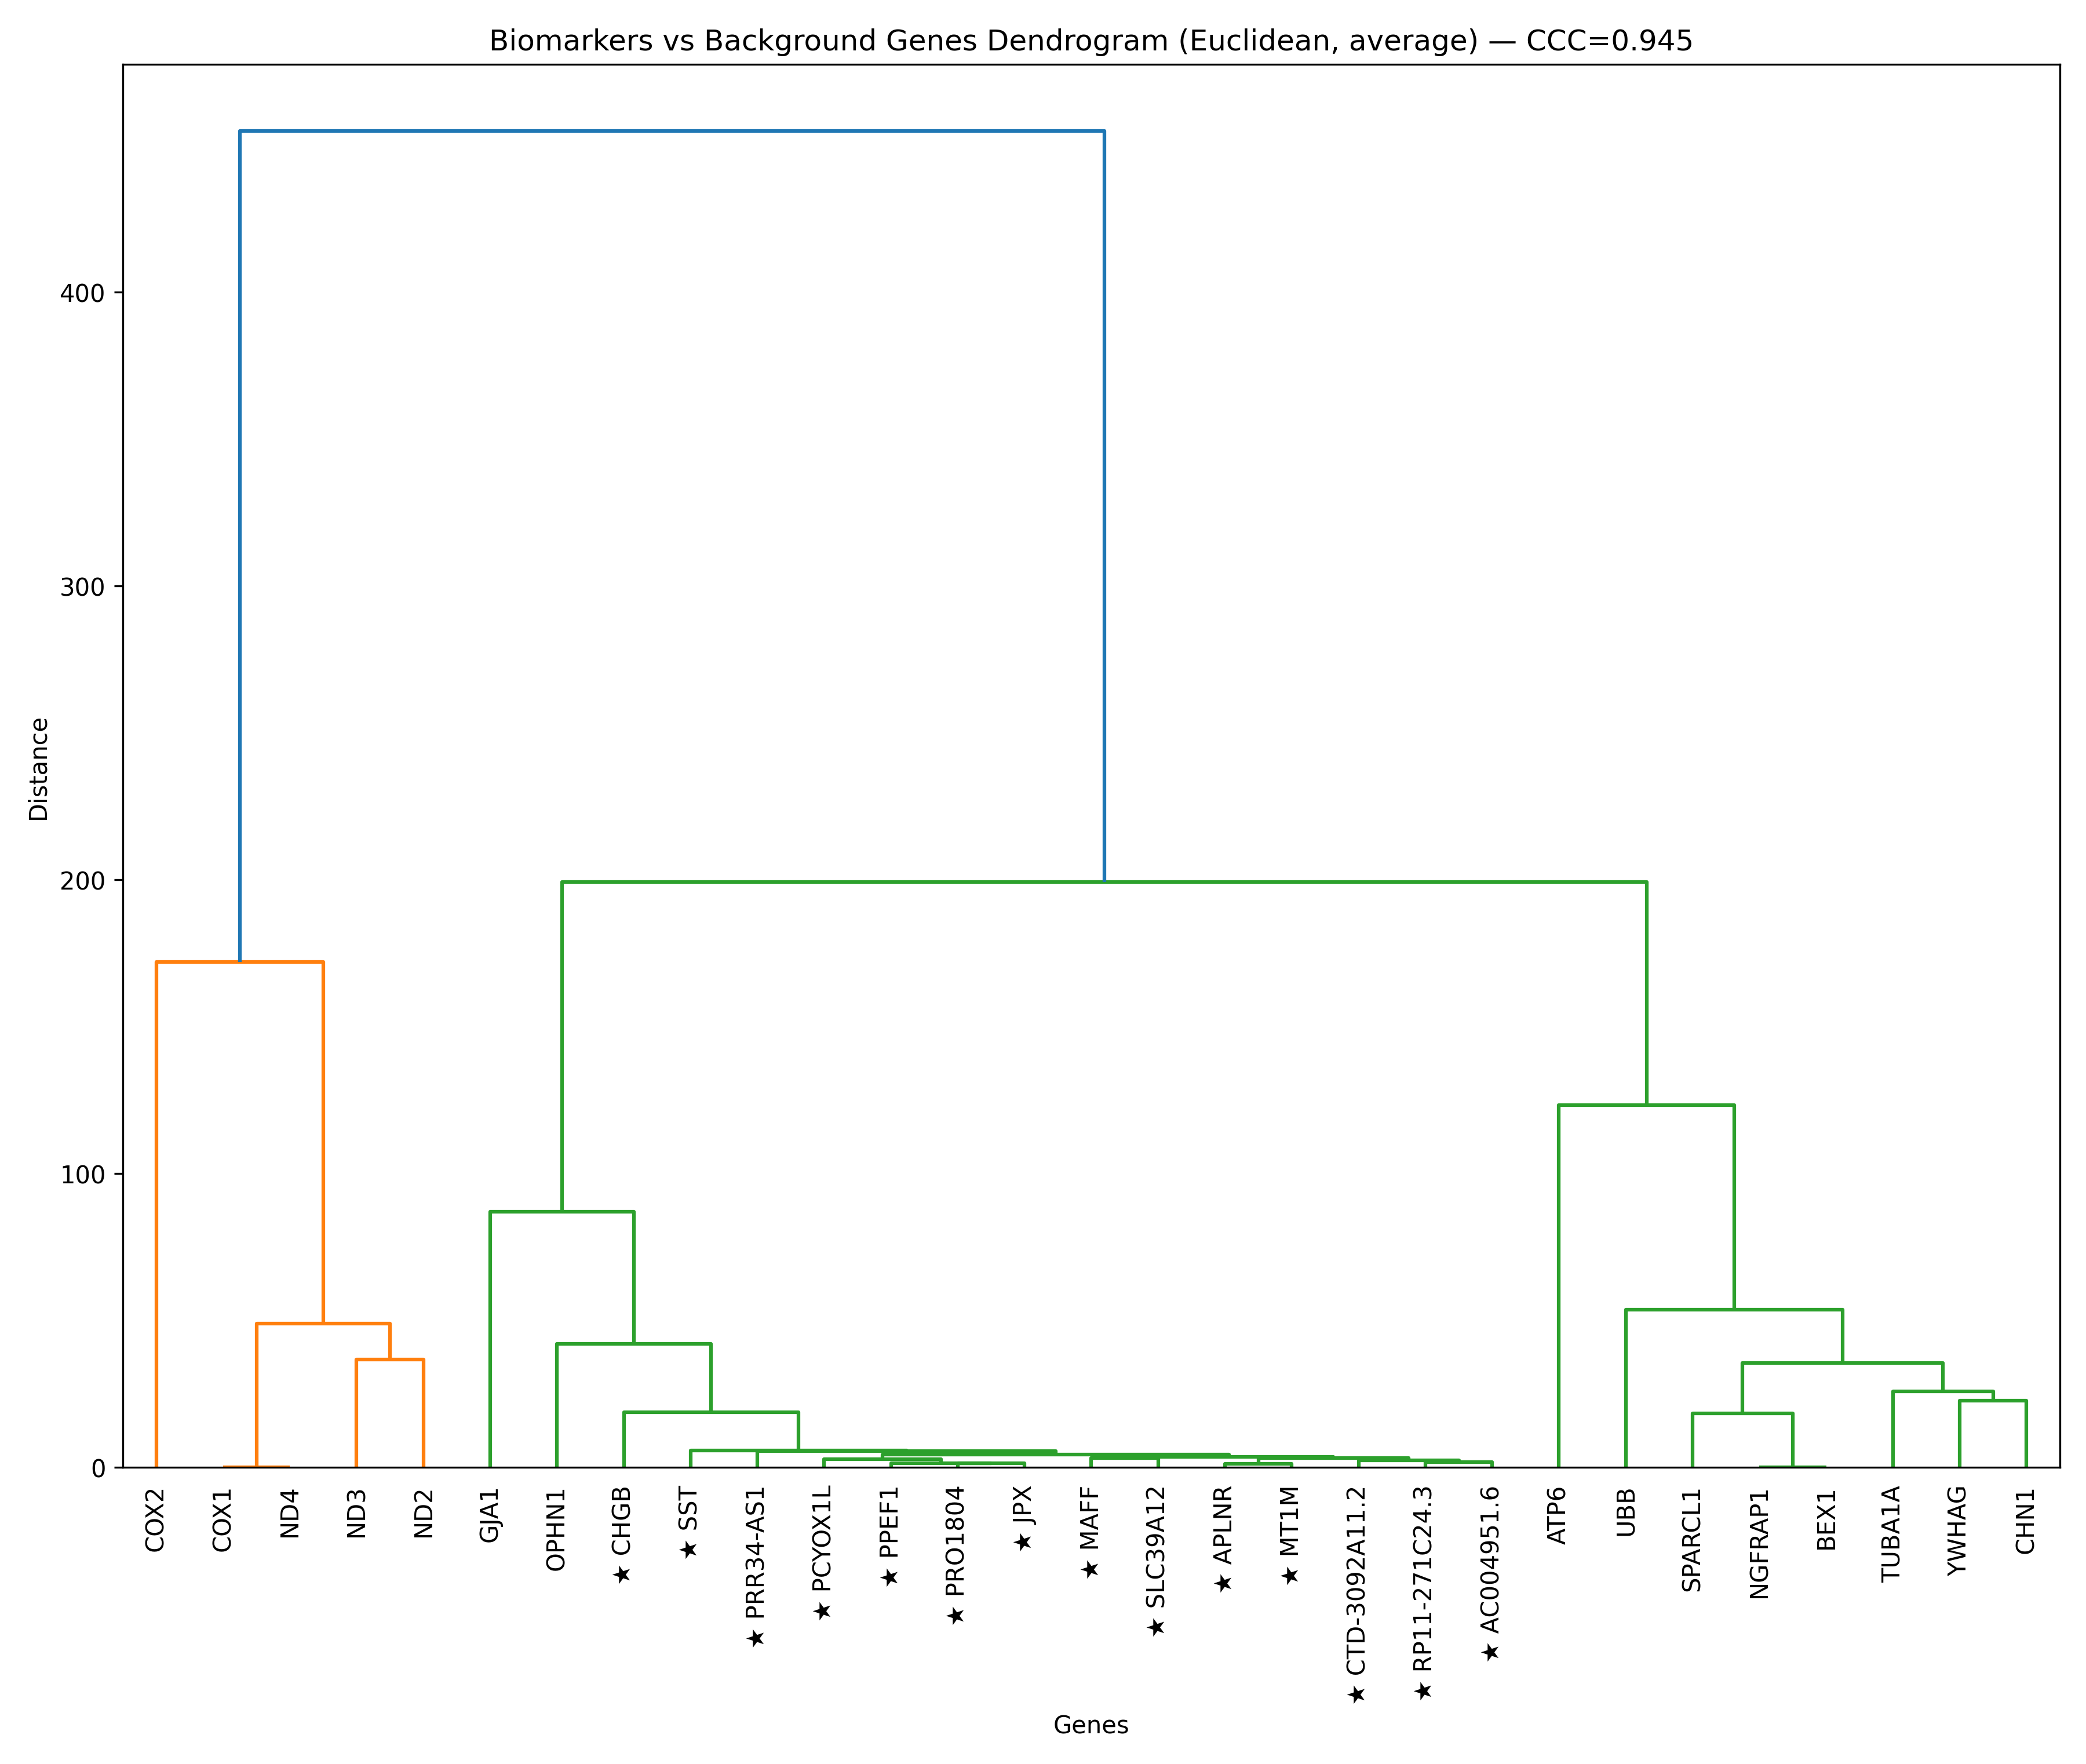 Biomarkers vs Background Genes Dendrogram (Euclidean, average) — CCC=0.945
Distance
400
300
200
100
0
COX2
COX1
ND4
ND3
ND2
GJA1
OPHN1
★ CHGB
★ SST
★ PRR34-AS1
★ PCYOX1L
★ PPEF1
★ PRO1804
★ JPX
★ MAFF
★ SLC39A12
★ APLNR
★ MT1M
★ CTD-3092A11.2
★ RP11-271C24.3
★ AC004951.6
ATP6
UBB
SPARCL1
NGFRAP1
BEX1
TUBA1A
YWHAG
CHN1
Genes